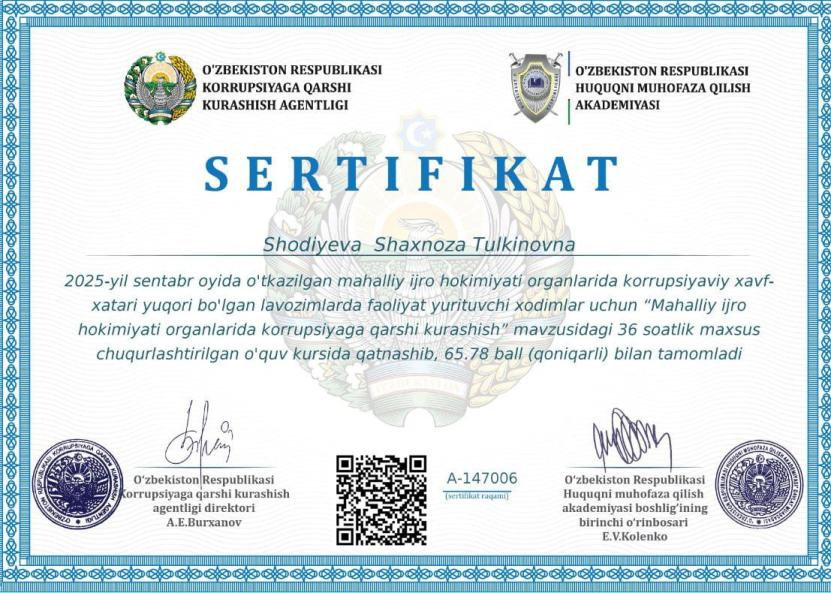 O'ZBEKISTON RESPUBLIKASI
KORRUPSIYAGA QARSHI
KURASHISH AGENTLIGI
O'ZBEKISTON RESPUBLIKASI
HUQUQNI MUHOFAZA QILISH
AKADEMIYASI
SERTIFIKAT
Shodiyeva Shaxnoza Tulkinovna
2025-yil sentabr oyida o'tkazilgan mahalliy ijro hokimiyati organlarida korrupsiyaviy xavf-
xatari yuqori bo'lgan lavozimlarda faoliyat yurituvchi xodimlar uchun “Mahalliy ijro
hokimiyati organlarida korrupsiyaga qarshi kurashish” mavzusidagi 36 soatlik maxsus
chuqurlashtirilgan o'quv kursida qatnashib, 65.78 ball (qoniqarli) bilan tamomladi
O‘zbekiston Respublikasi
Korrupsiyaga qarshi kurashish
agentligi direktori
A.E.Burxanov
A-147006
(sertifikat raqami)
O‘zbekiston Respublikasi
Huquqni muhofaza qilish
akademiyasi boshlig‘ining
birinchi o‘rinbosari
E.V.Kolenko